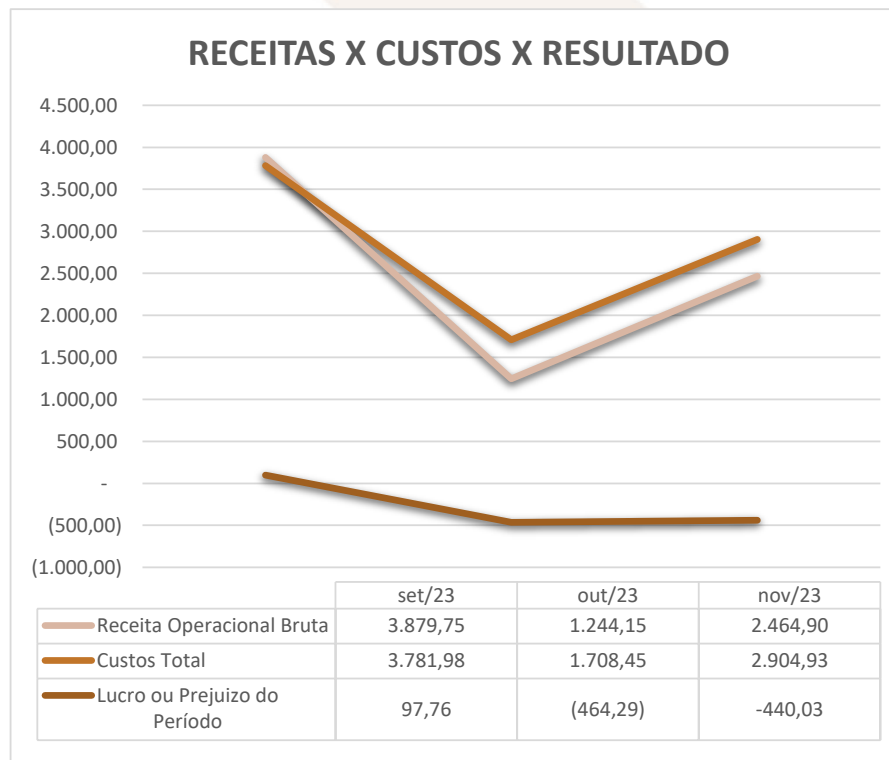 RECEITAS X CUSTOS X RESULTADO
4.500,00
4.000,00
3.500,00
3.000,00
2.500,00
2.000,00
1.500,00
1.000,00
500,00
-
(500,00)
(1.000,00)
set/23 out/23 nov/23
Receita Operacional Bruta 3.879,75 1.244,15 2.464,90
Custos Total 3.781,98 1.708,45 2.904,93
Lucro ou Prejuizo do
Período 97,76 (464,29) -440,03